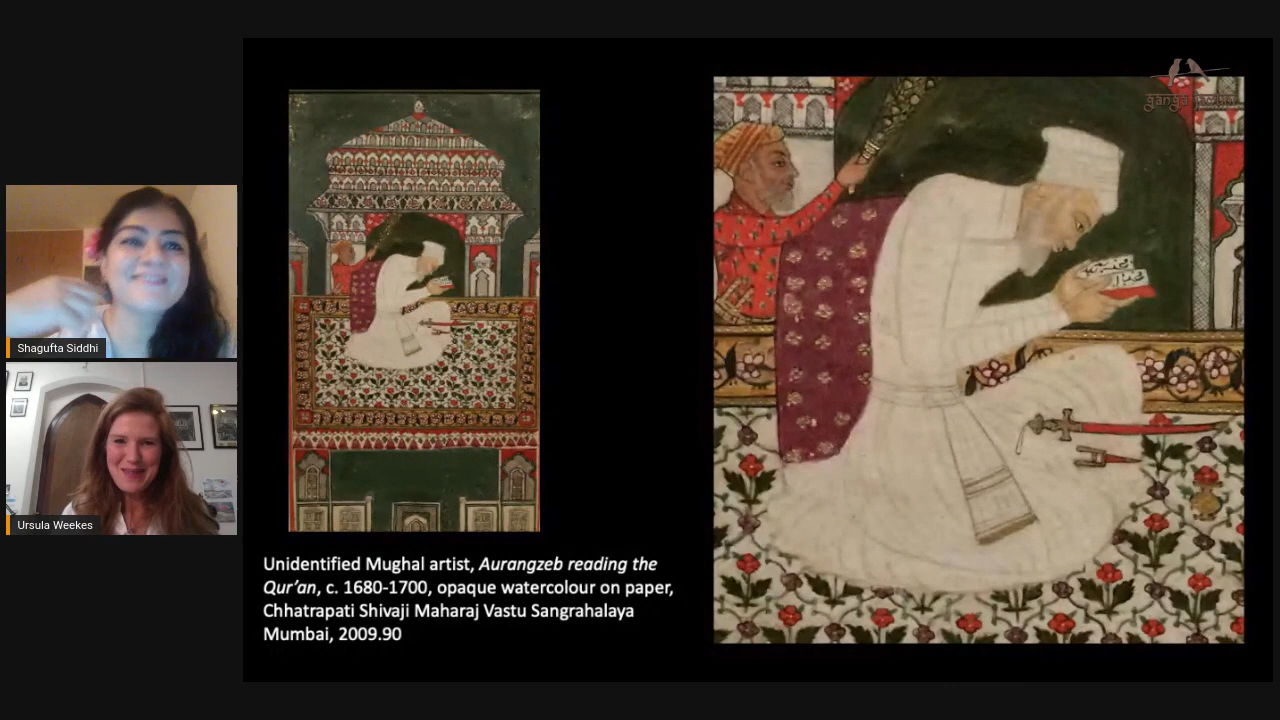 Shagufta Siddhi
Ursula Weekes
Unidentified Mughal artist, Aurangzeb reading the
Qur’an, c. 1680-1700, opaque watercolour on paper,
Chhatrapati Shivaji Maharaj Vastu Sangrahalaya
Mumbai, 2009.90